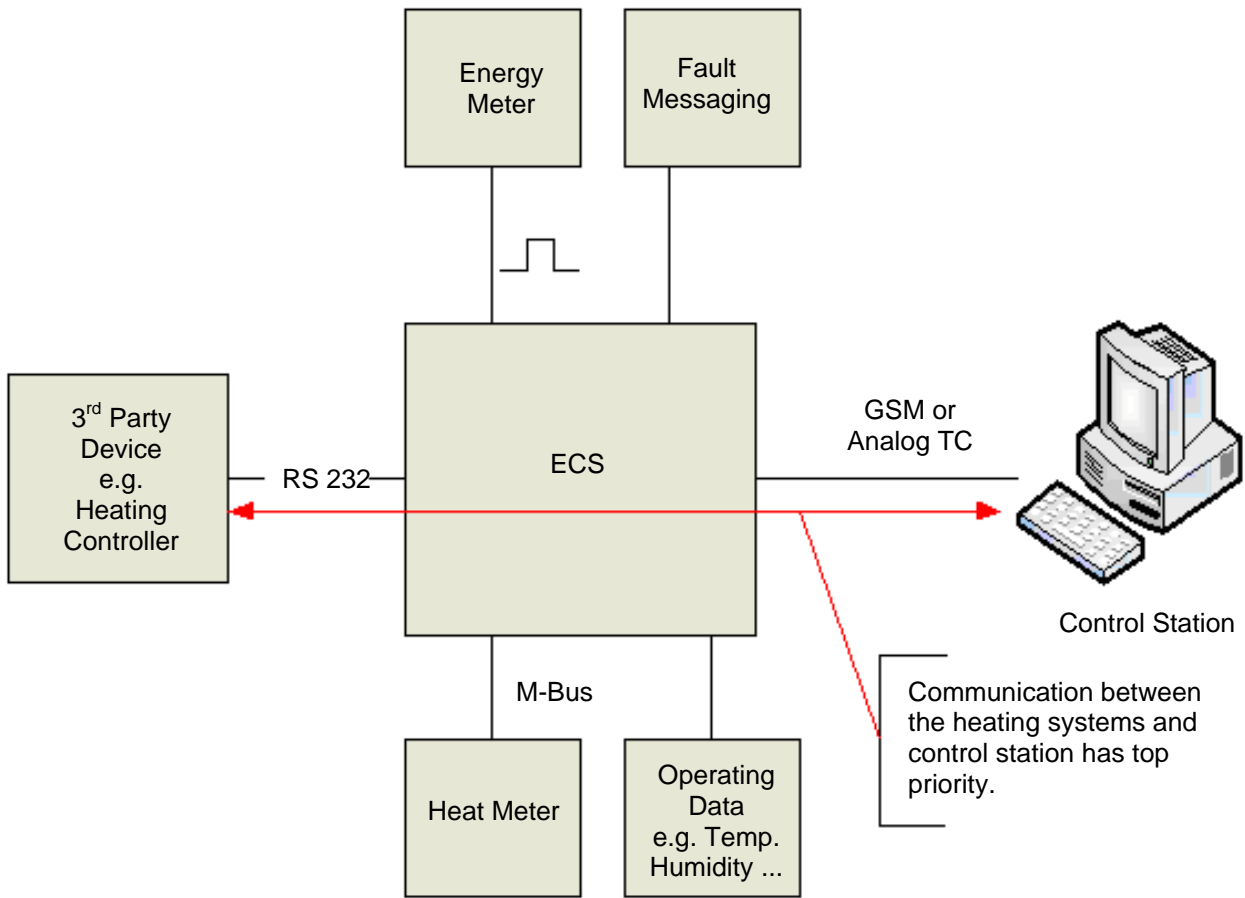 Energy
Meter
Fault
Messaging
3rd Party
Device
e.g.
Heating
Controller
RS 232
ECS
GSM or
Analog TC
Control Station
M-Bus
Heat Meter
Operating
Data
e.g. Temp.
Humidity ...
Communication between
the heating systems and
control station has top
priority.